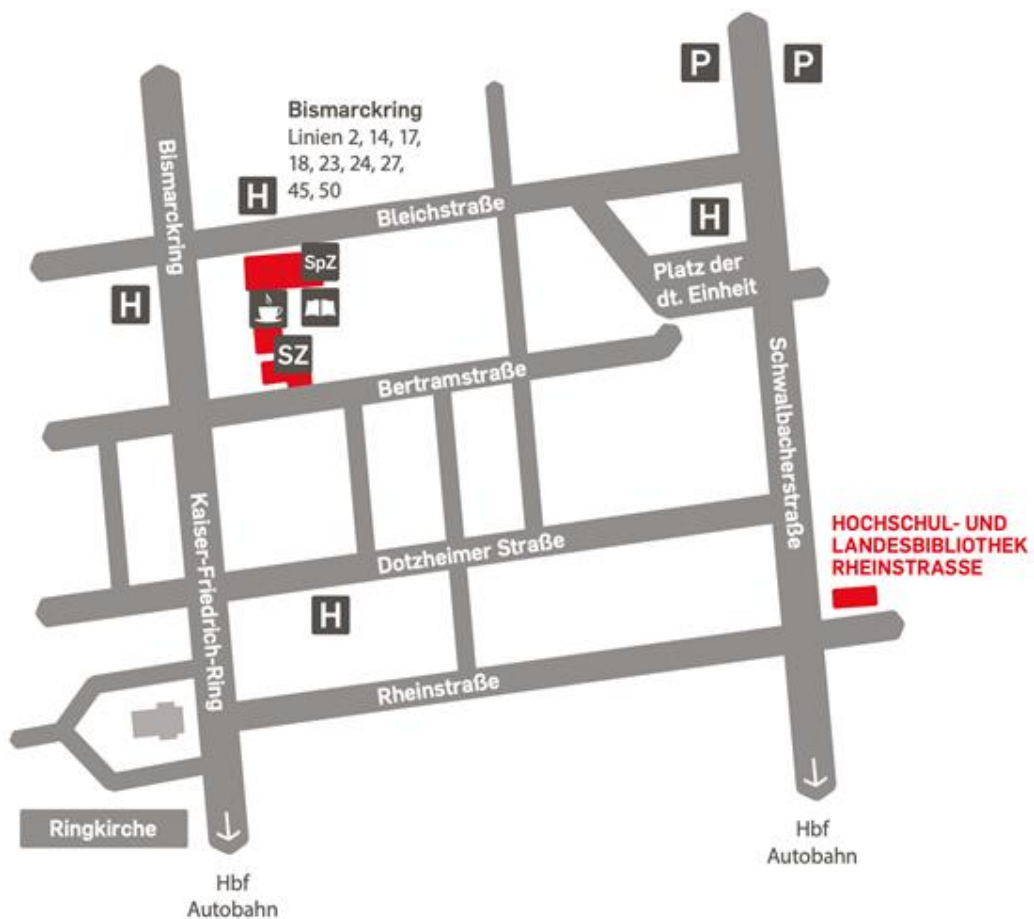 P
P
Bismarckring
Linien 2, 14, 17,
18, 23, 24, 27,
45, 50
Bismarckring
H
Bleichstraße
H
SpZ
Platz der
dt. Einheit
H
SZ
Bertramstraße
Schwalbacherstraße
Kaiser-Friedrich-Ring
HOCHSCHUL- UND
LANDESBIBLIOTHEK
RHEINSTRASSE
Dotzheimer Straße
H
Rheinstraße
Ringkirche
Hbf
Autobahn
Hbf
Autobahn